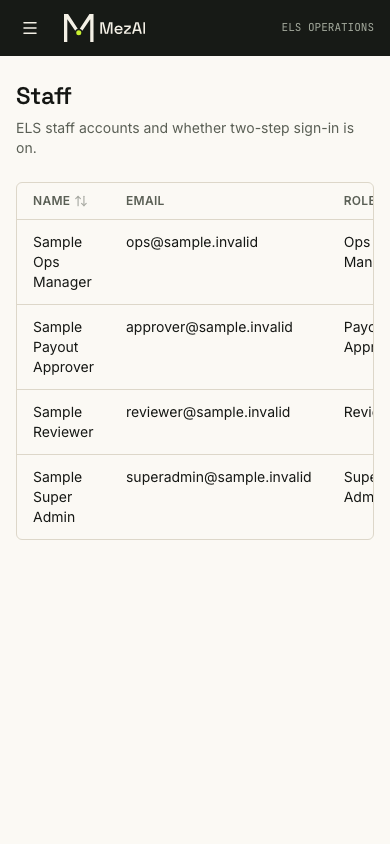 MezAI
ELS OPERATIONS
Staff
ELS staff accounts and whether two-step sign-in is
on.
NAME EMAIL ROLE
Sample ops@sample.invalid Ops
Ops
Manager
Sample approver@sample.invalid
Payout
Approver
Sample reviewer@sample.invalid
Reviewer
Sample superadmin@sample.invalid
Super
Admin